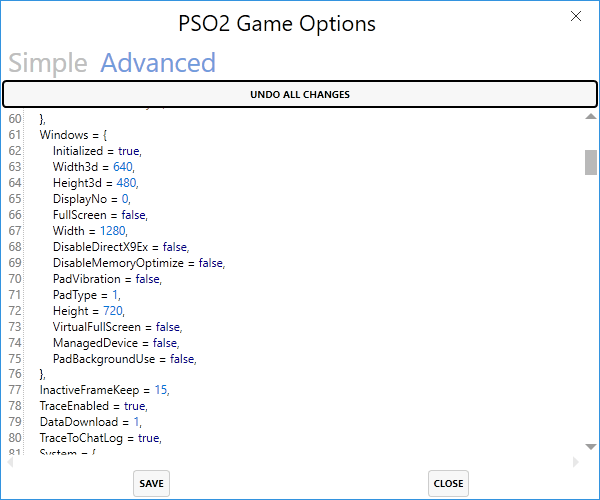 PSO2 Game Options
Simple Advanced
UNDO ALL CHANGES
60 },
61 Windows = {
62 Initialized = true,
63 Width3d = 640,
64 Height3d = 480,
65 DisplayNo = 0,
66 FullScreen = false,
67 Width = 1280,
68 DisableDirectX9Ex = false,
69 DisableMemoryOptimize = false,
70 PadVibration = false,
71 PadType = 1,
72 Height = 720,
73 VirtualFullScreen = false,
74 ManagedDevice = false,
75 PadBackgroundUse = false,
76 },
77 InactiveFrameKeep = 15,
78 TraceEnabled = true,
79 DataDownload = 1,
80 TraceToChatLog = true,
81 System = {
SAVE CLOSE